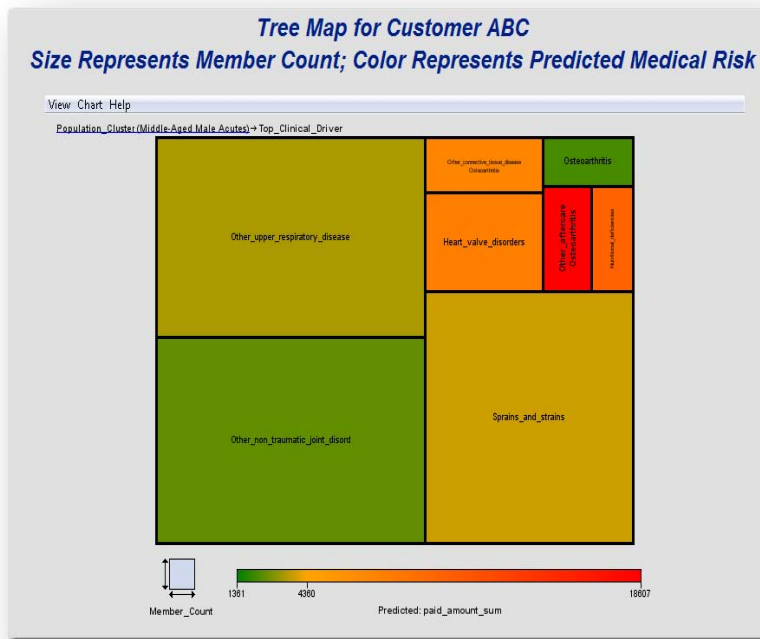 Tree Map for Customer ABC
Size Represents Member Count; Color Represents Predicted Medical Risk
View Chart Help
Population_Cluster (Middle-Aged Male Acutes)→Top_Clinical_Driver
Other_upper_respiratory_disease
Other_connective_tissue_disease
Osteoarthritis
Osteoarthritis
Heart_valve_disorders
Other_aftercare
Osteoarthritis
Nutritional_deficiencies
Other_non_traumatic_joint_disord
Sprains_and_strains
Member_Count
1361
4360
18607
Predicted: paid_amount_sum